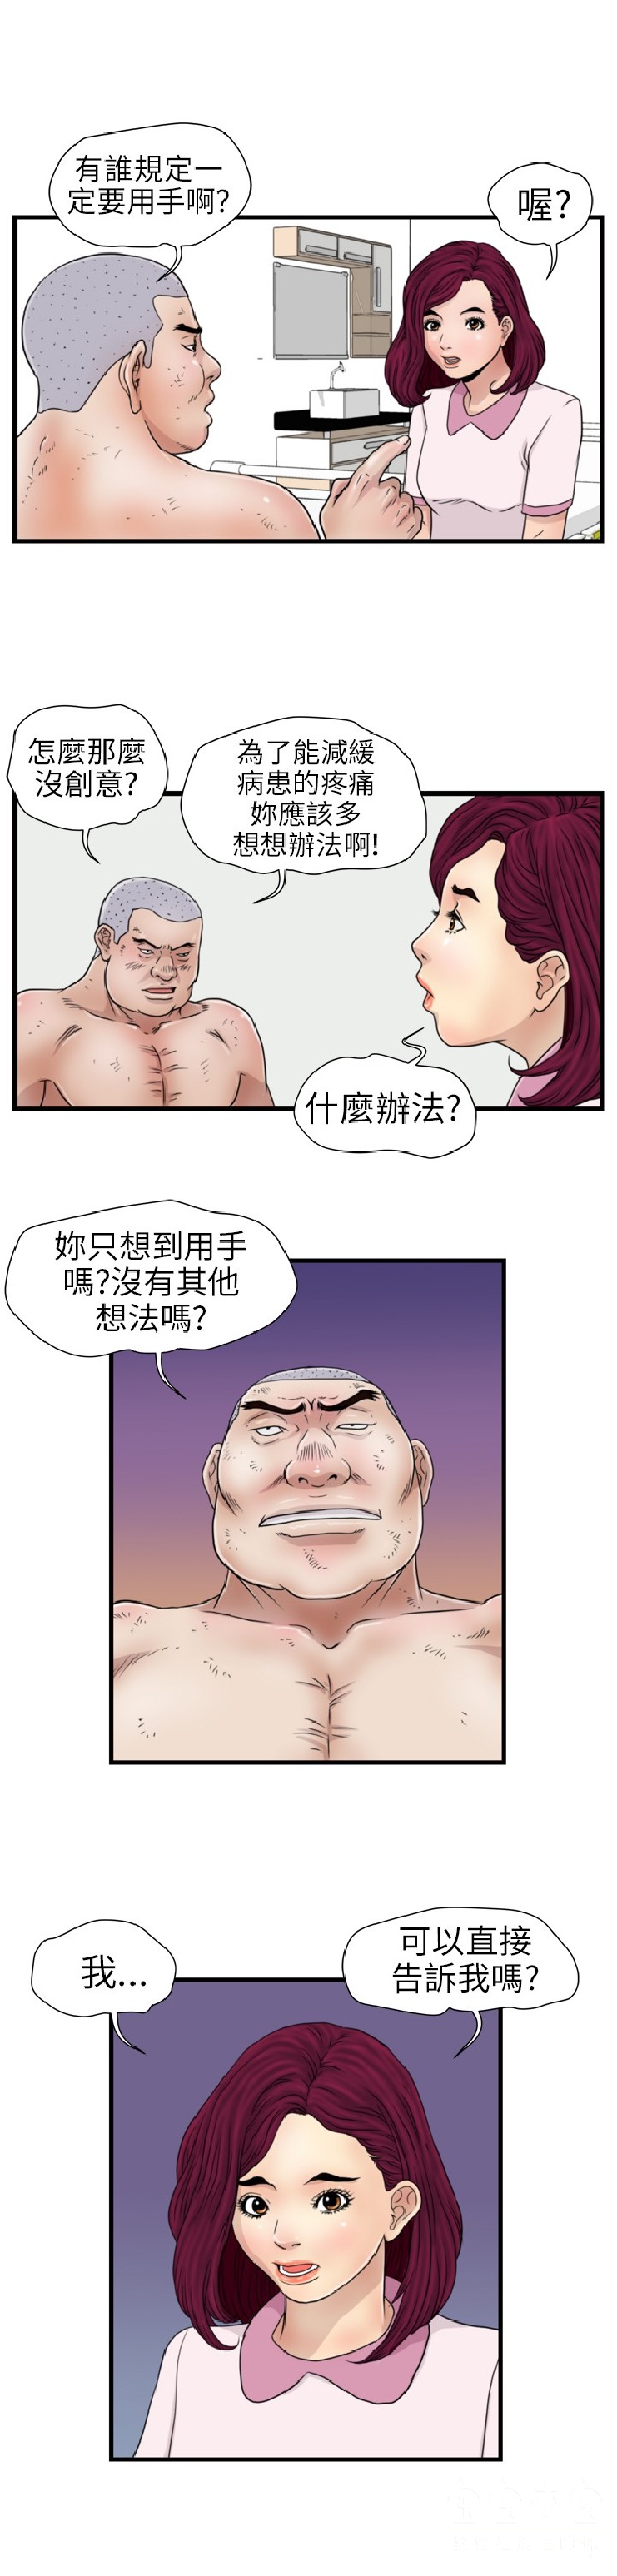 有誰規定一
定要用手啊?
喔?
怎麼那麼
沒創意?
為了能減緩
病患的疼痛
妳應該多
想想辦法啊!
什麼辦法?
妳只想到用手
嗎?沒有其他
想法嗎?
我...
可以直接
告訴我嗎?